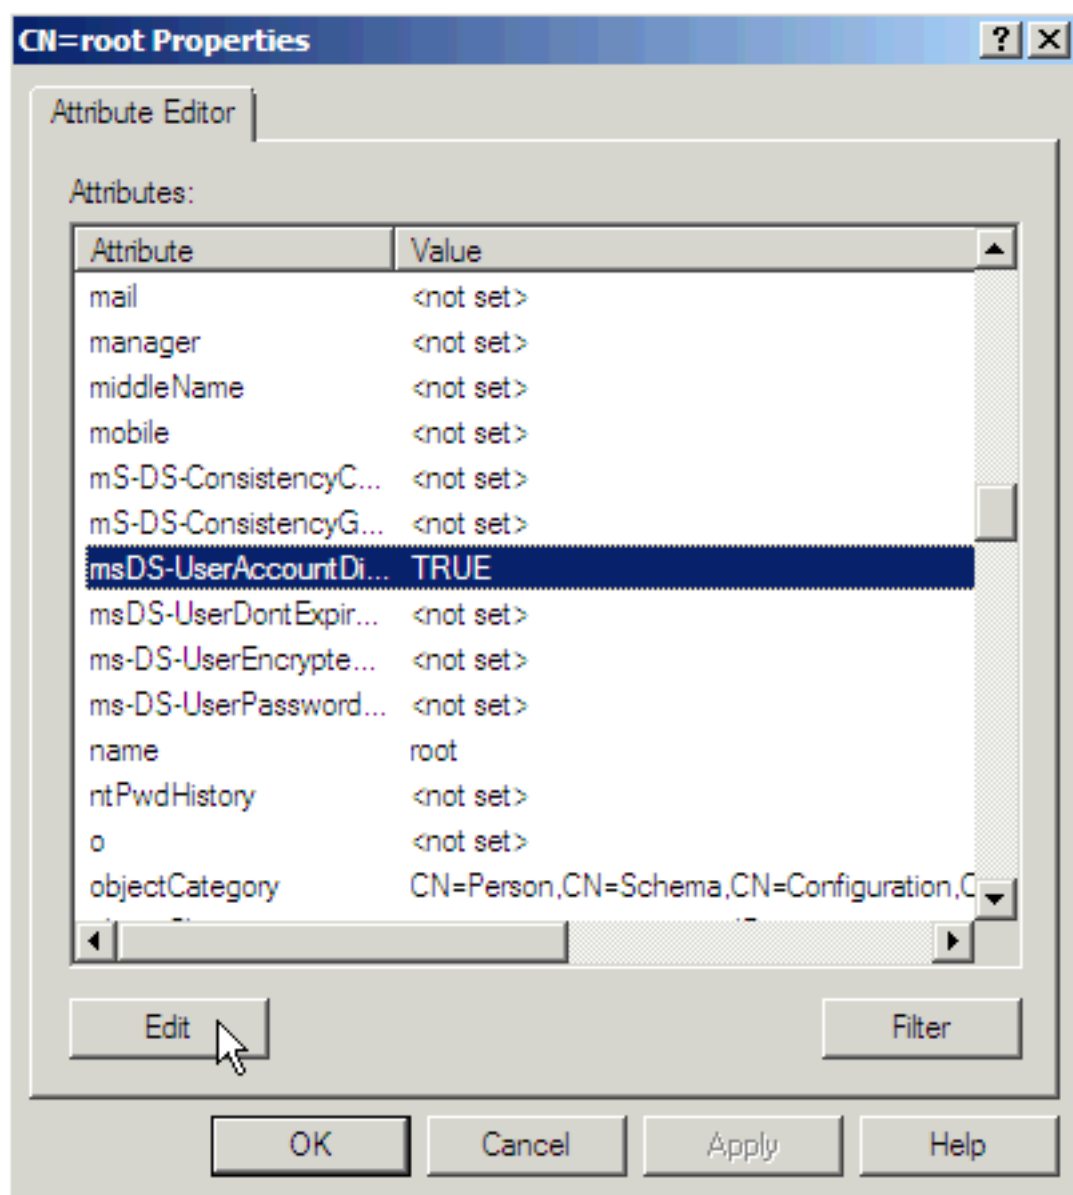 CN=root Properties
Attribute Editor
Attributes:
Attribute Value
mail <not set>
manager <not set>
middleName <not set>
mobile <not set>
mS-DS-ConsistencyC... <not set>
mS-DS-ConsistencyG... <not set>
msDS-UserAccountDi... TRUE
msDS-UserDontExpir... <not set>
ms-DS-UserEncrypte... <not set>
ms-DS-UserPassword... <not set>
name root
ntPwdHistory <not set>
o <not set>
objectCategory CN=Person,CN=Schema,CN=Configuration,C
Edit Filter
OK Cancel Apply Help